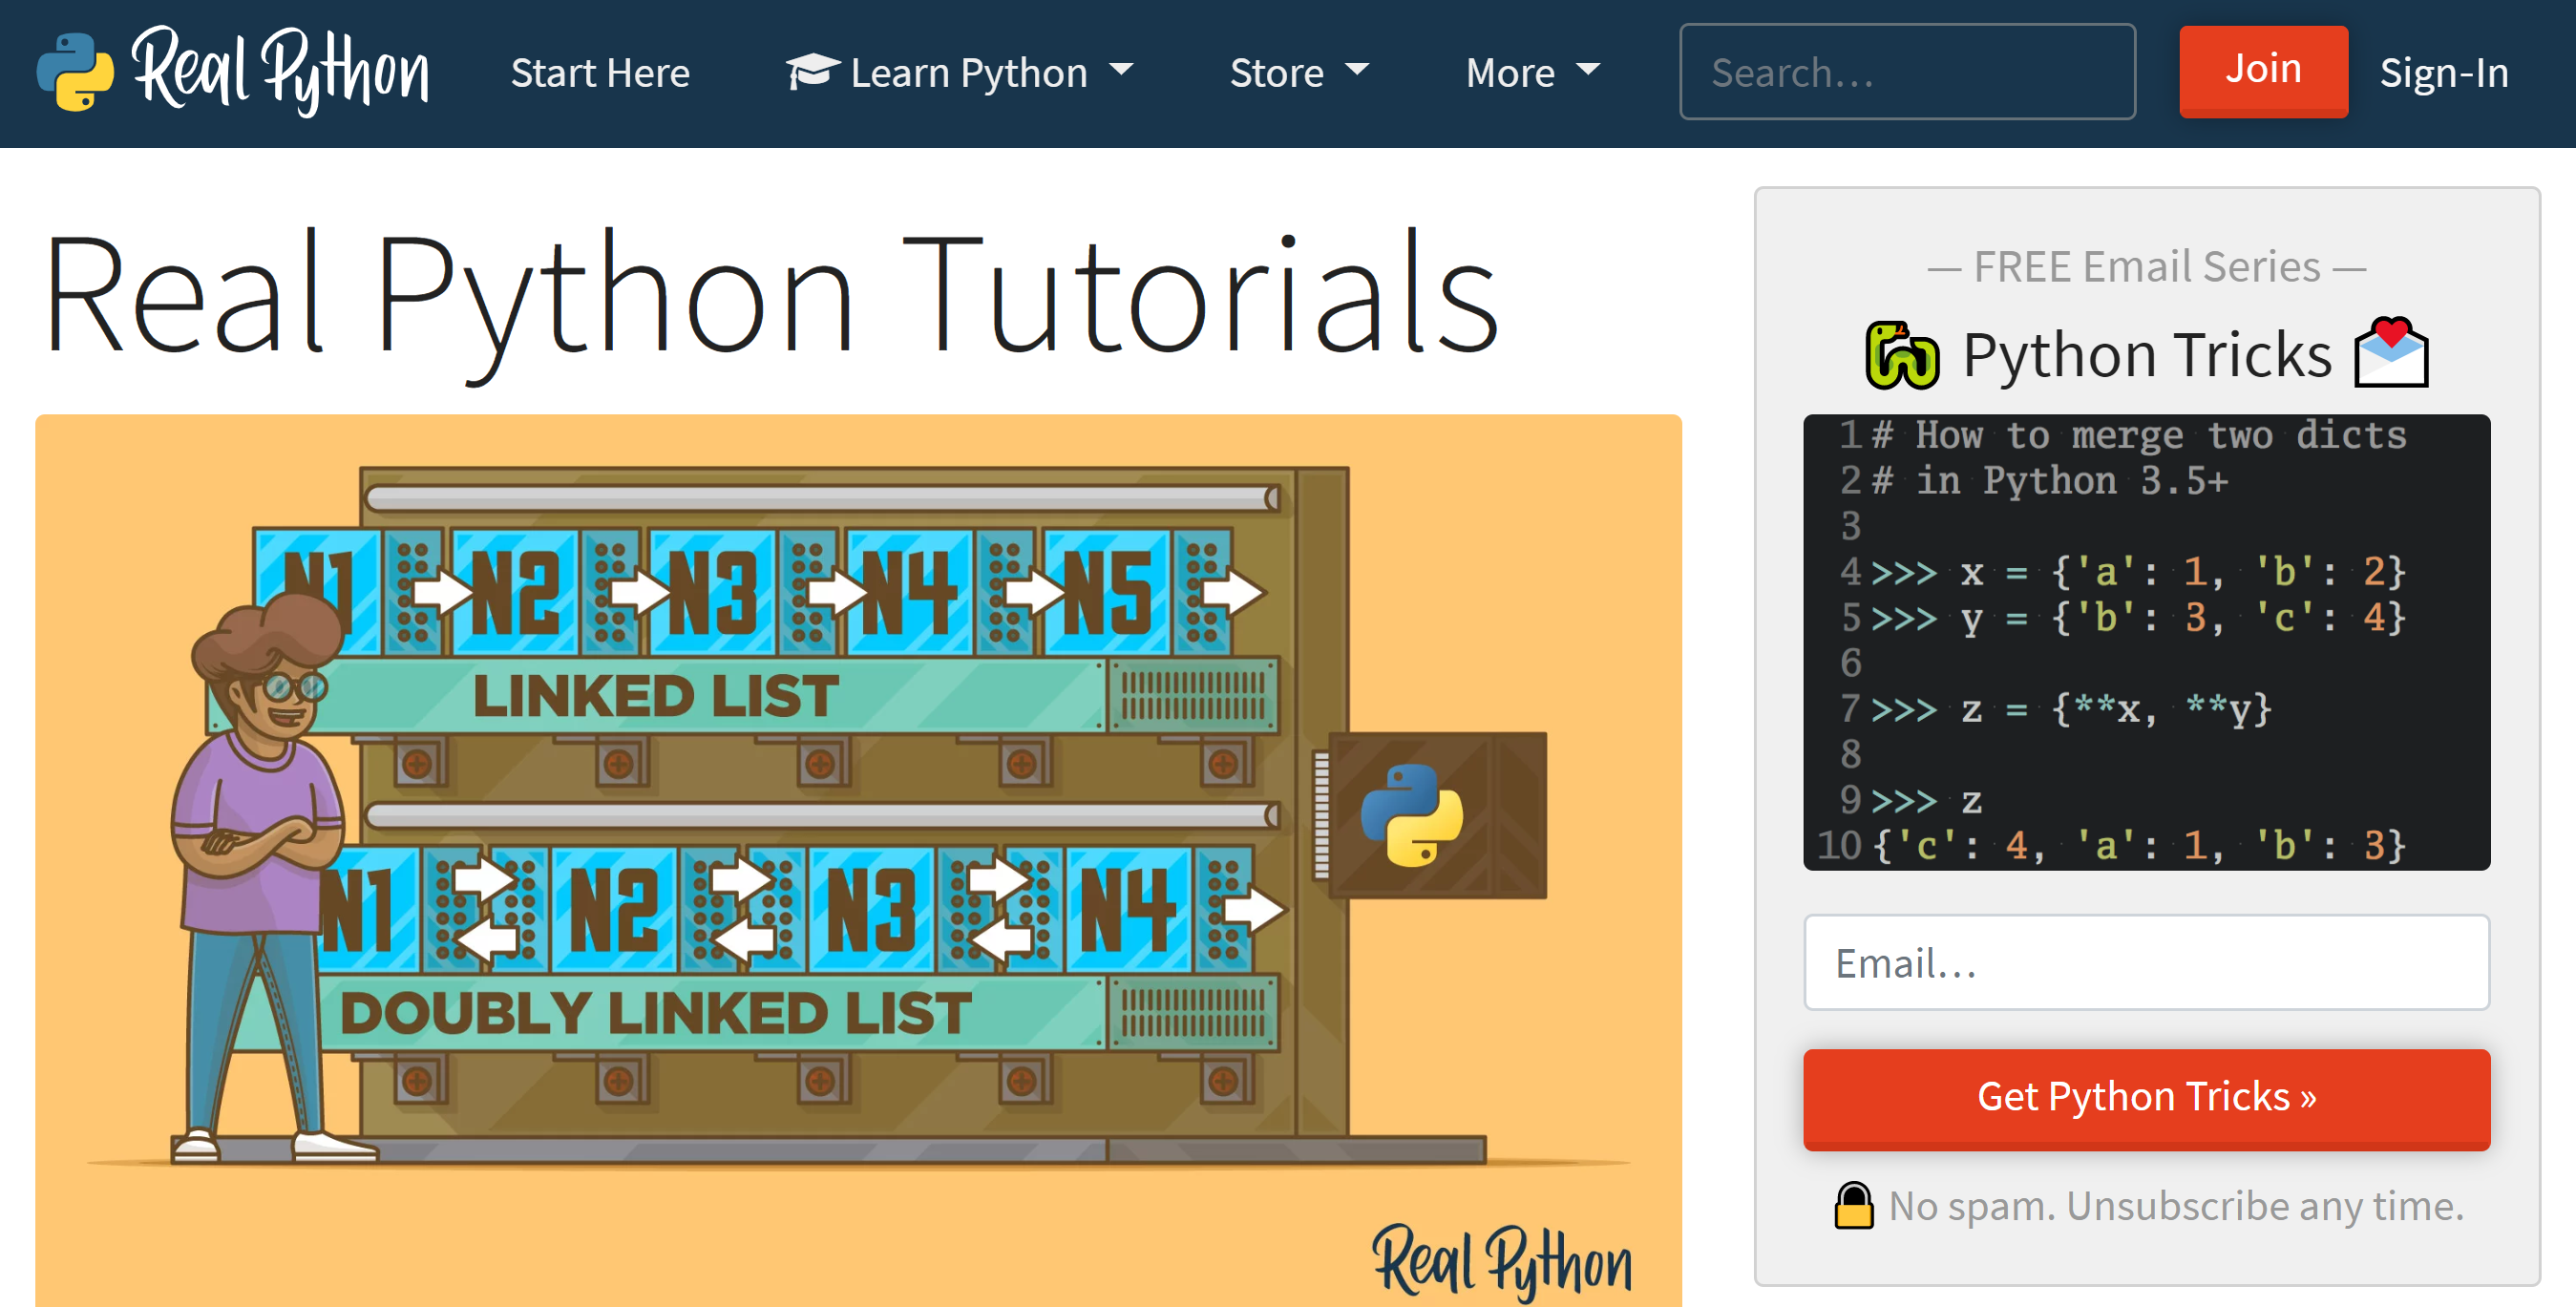 Real Python
Start Here
Learn Python
Store
More
Search...
Join
Sign-In
Real Python Tutorials
N1 N2 N3 N4 N5
LINKED LIST
N1 N2 N3 N4
DOUBLY LINKED LIST
Real Python
— FREE Email Series —
Python Tricks
1 # How to merge two dicts
2 # in Python 3.5+
3
4 >>> x = {'a': 1, 'b': 2}
5 >>> y = {'b': 3, 'c': 4}
6
7 >>> z = {**x, **y}
8
9 >>> z
10 {'c': 4, 'a': 1, 'b': 3}
Email…
Get Python Tricks »
No spam. Unsubscribe any time.